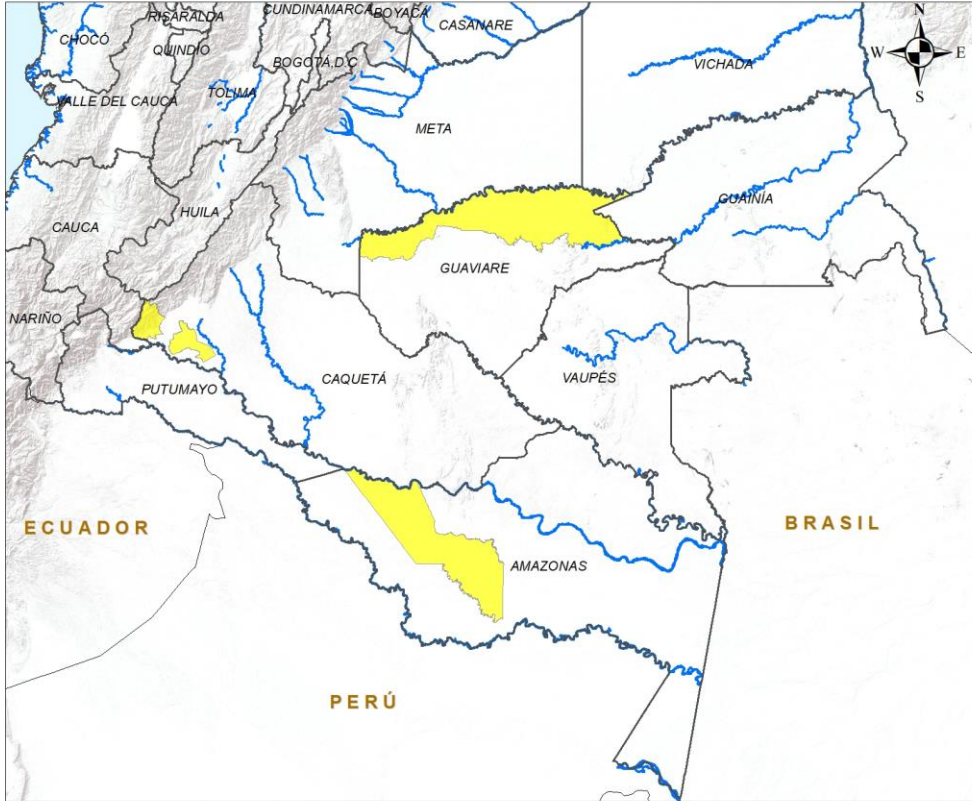 CUNDINAMARCA
BOYACÁ
RISARALDA
CASANARE
N
CHOCÓ
QUINDÍO
W
E
BOGOTÁ, D.C
VICHADA
S
VALLE DEL CAUCA
TOLIMA
META
HUILA
GUAINÍA
CAUCA
GUAVIARE
NARIÑO
CAQUETÁ
VAUPÉS
PUTUMAYO
ECUADOR
BRASIL
AMAZONAS
PERÚ